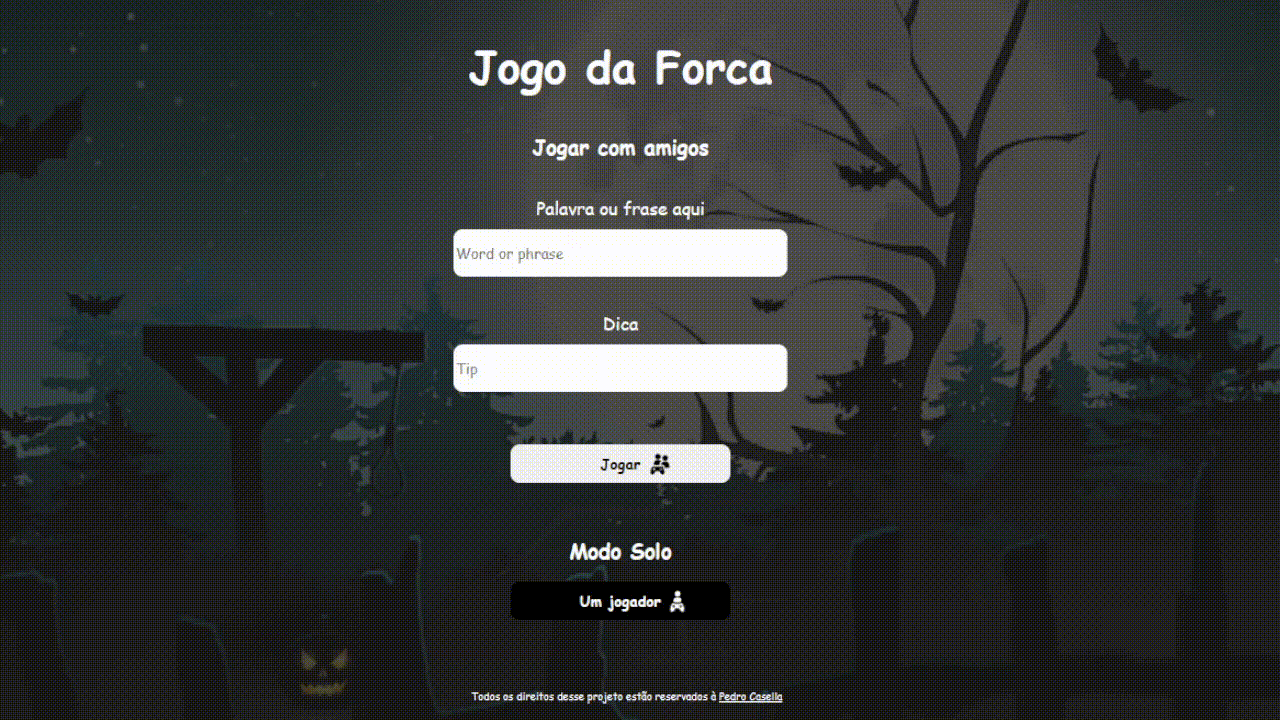 Jogo da Forca
Jogar com amigos
Palavra ou frase aqui
Word or phrase
Dica
Tip
Jogar
Modo Solo
Um jogador
Todos os direitos desse projeto estão reservados à Pedro Casella